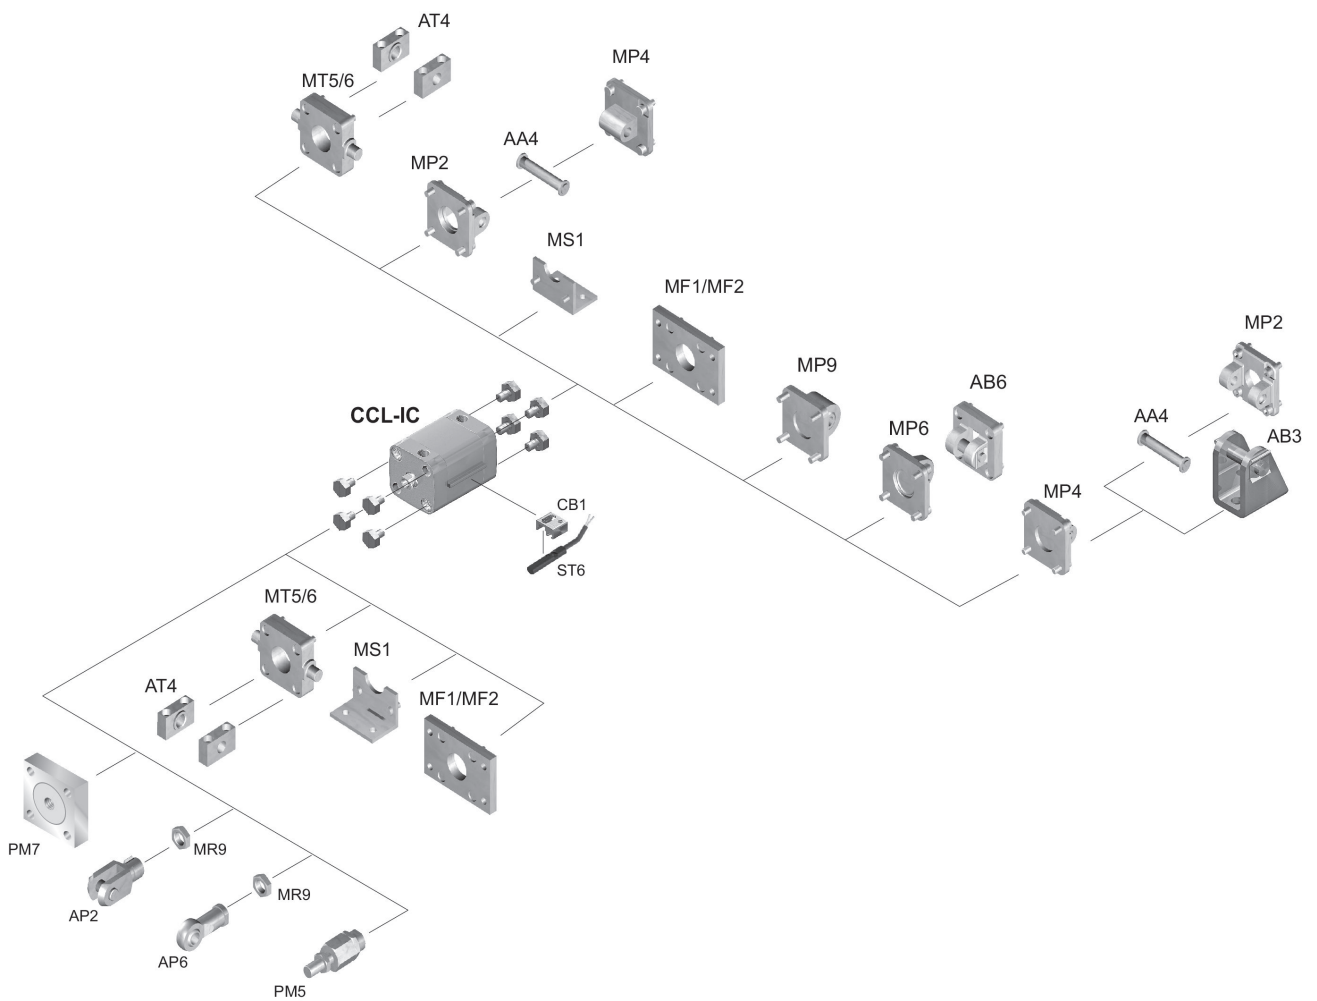 AT4
MP4
MT5/6
AA4
MP2
MS1
MF1/MF2
MP2
MP9
AB6
CCL-IC
AA4
MP6
AB3
MP4
CB1
ST6
MT5/6
MS1
AT4
MF1/MF2
PM7
MR9
MR9
AP2
AP6
PM5